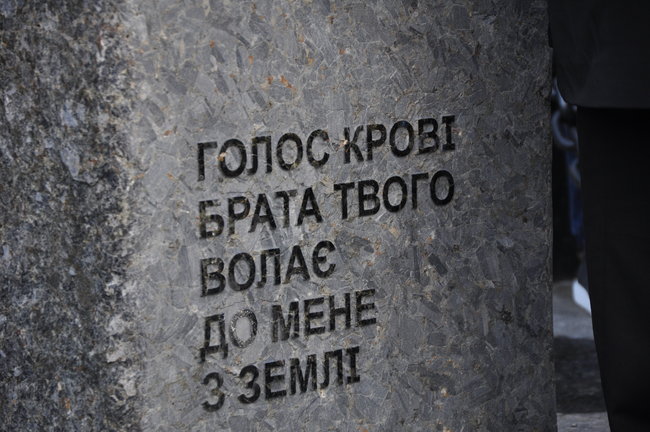 ГОЛОС КРОВІ
БРАТА ТВОГО
ВОЛАЄ
ДО МЕНЕ
З ЗЕМЛІ